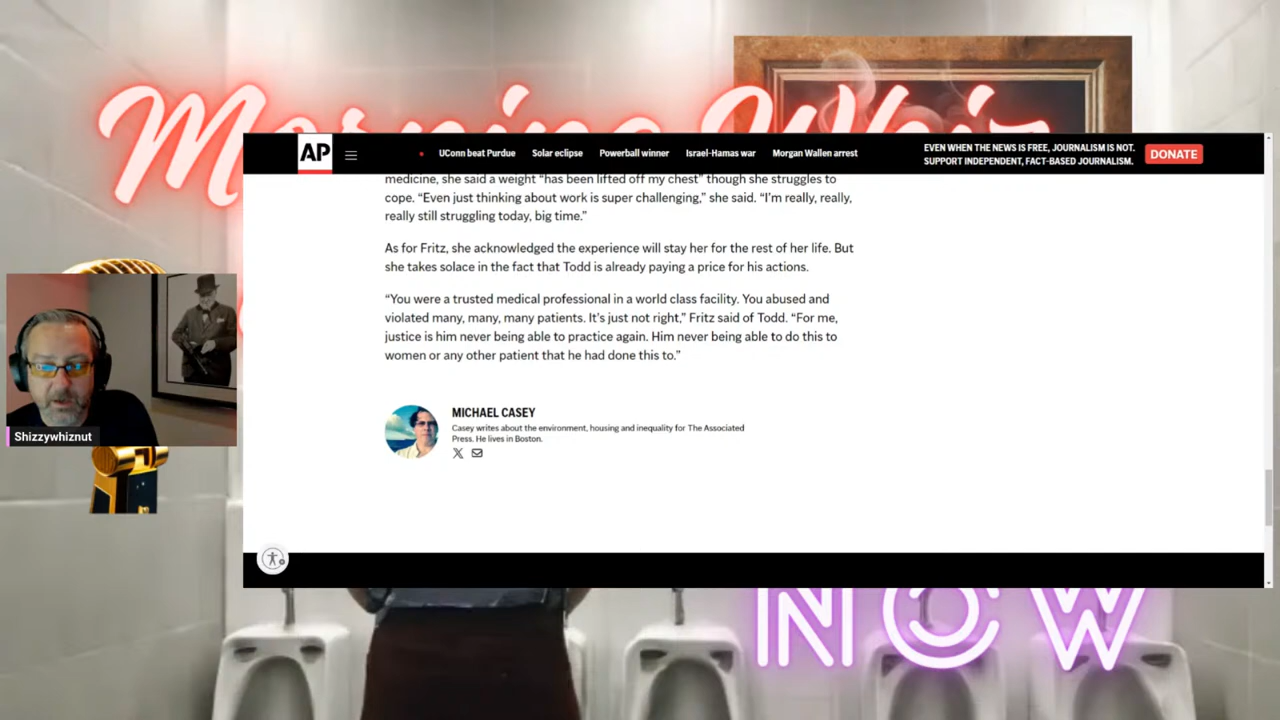 Morning Whiz
AP
UConn beat Purdue Solar eclipse Powerball winner Israel-Hamas war Morgan Wallen arrest
EVEN WHEN THE NEWS IS FREE, JOURNALISM IS NOT.
SUPPORT INDEPENDENT, FACT-BASED JOURNALISM.
DONATE
medicine, she said a weight “has been lifted off my chest” though she struggles to
cope. “Even just thinking about work is super challenging,” she said. “I’m really, really,
really still struggling today, big time.”
As for Fritz, she acknowledged the experience will stay her for the rest of her life. But
she takes solace in the fact that Todd is already paying a price for his actions.
“You were a trusted medical professional in a world class facility. You abused and
violated many, many, many patients. It’s just not right,” Fritz said of Todd. “For me,
justice is him never being able to practice again. Him never being able to do this to
women or any other patient that he had done this to.”
MICHAEL CASEY
Casey writes about the environment, housing and inequality for The Associated
Press. He lives in Boston.
Shizzywhiznut
NOW